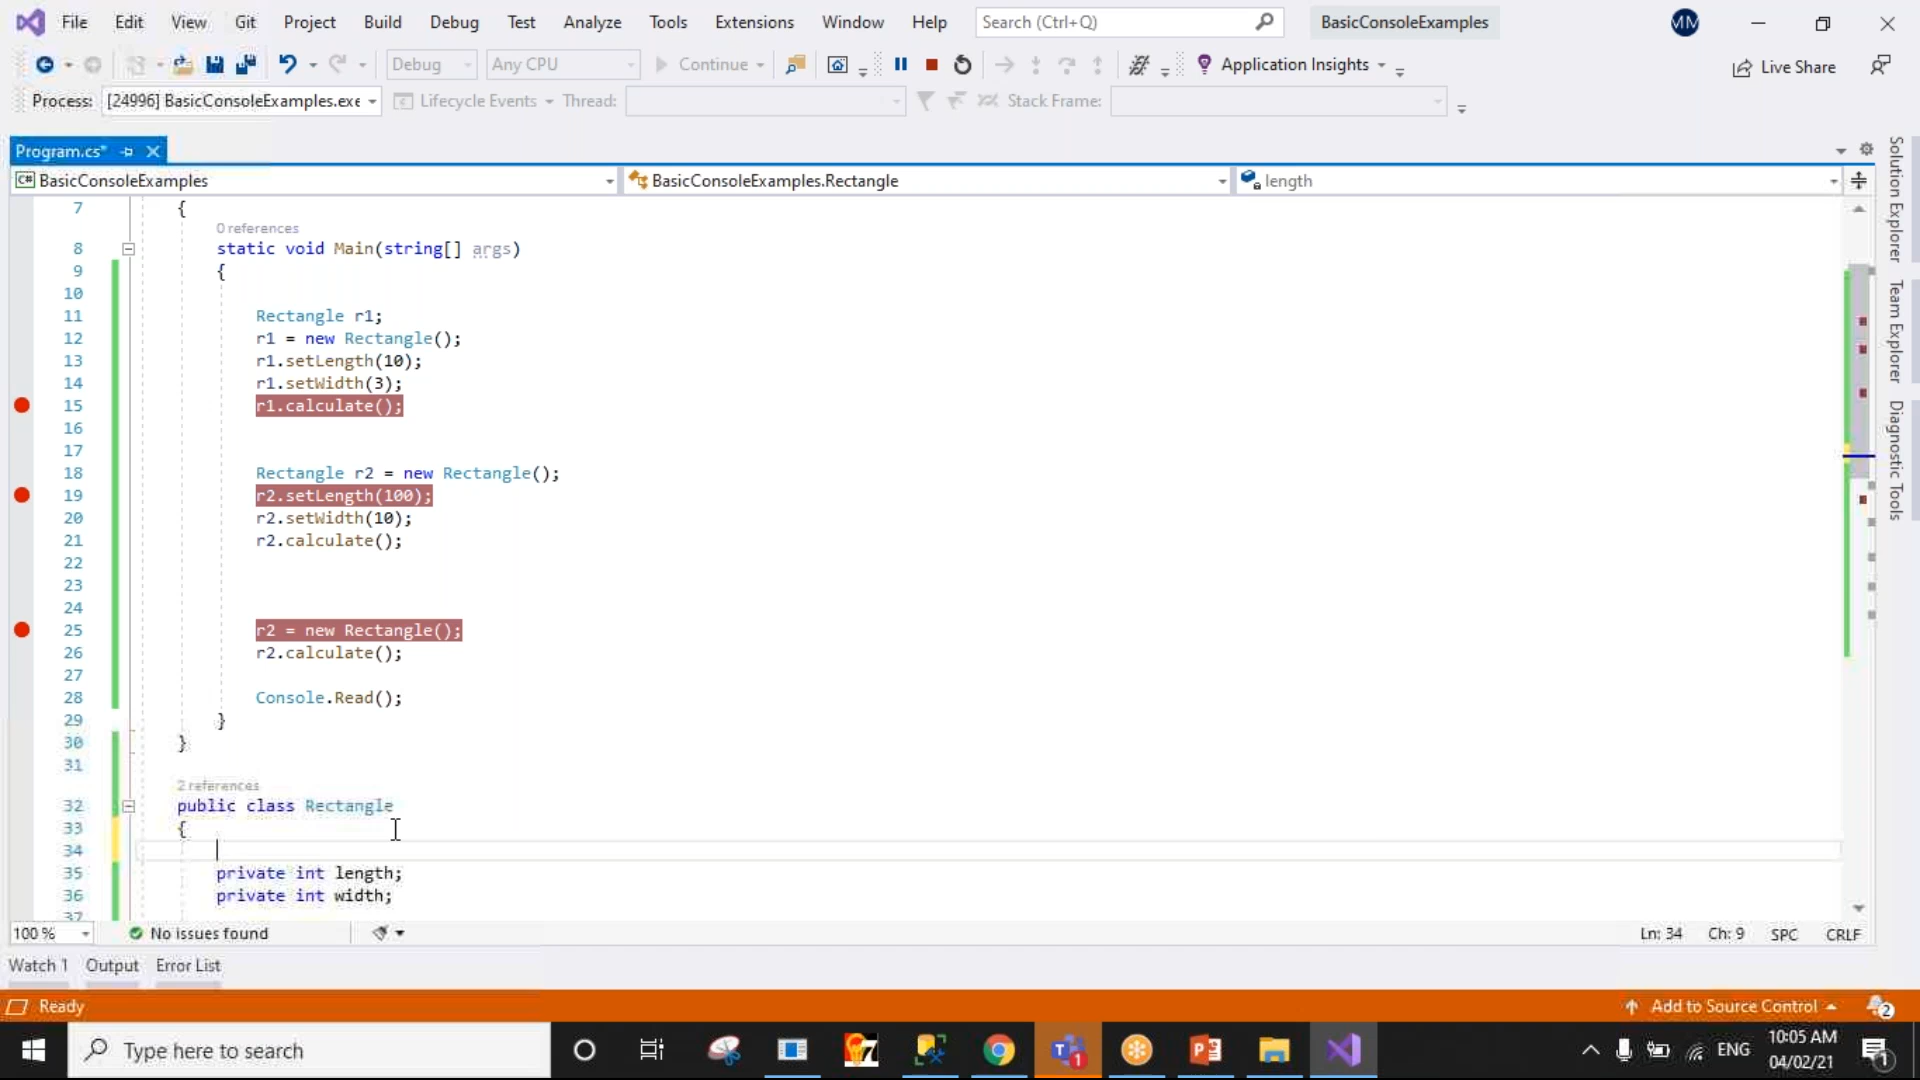 File Edit View Git Project Build Debug Test Analyze Tools Extensions Window Help Search (Ctrl+Q) BasicConsoleExamples MM
Debug Any CPU Continue Application Insights Live Share
Process: [24996] BasicConsoleExamples.exe Lifecycle Events Thread: Stack Frame:
Program.cs*
C# BasicConsoleExamples BasicConsoleExamples.Rectangle length
7 {
0 references
8 static void Main(string[] args)
9 {
10
11 Rectangle r1;
12 r1 = new Rectangle();
13 r1.setLength(10);
14 r1.setWidth(3);
15 r1.calculate();
16
17
18 Rectangle r2 = new Rectangle();
19 r2.setLength(100);
20 r2.setWidth(10);
21 r2.calculate();
22
23
24
25 r2 = new Rectangle();
26 r2.calculate();
27
28 Console.Read();
29 }
30 }
31
2 references
32 public class Rectangle
33 {
34
35 private int length;
36 private int width;
37
100 % No issues found Ln: 34 Ch: 9 SPC CRLF
Watch 1 Output Error List
Ready Add to Source Control 2
Type here to search ENG 10:05 AM
04/02/21
Solution Explorer
Team Explorer
Diagnostic Tools